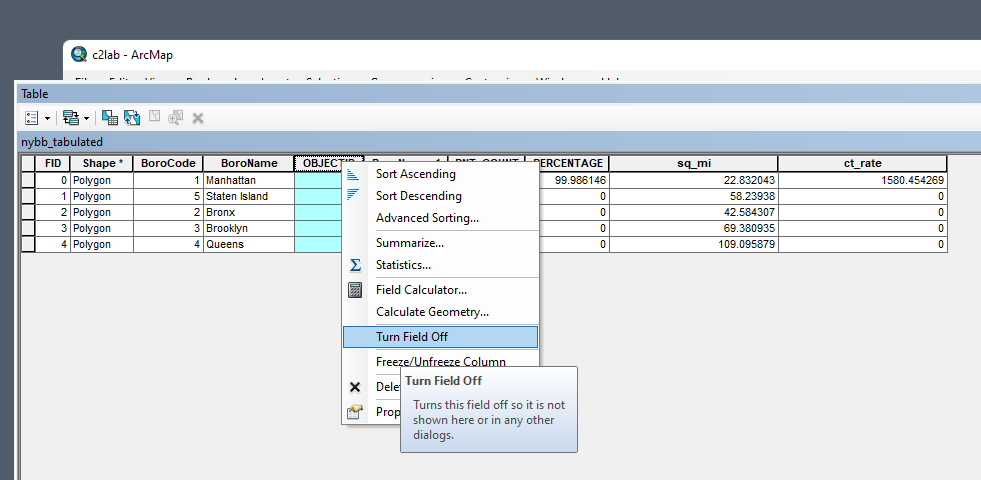 c2lab - ArcMap
Table
nybb_tabulated
FID Shape * BoroCode BoroName OBJECTID PERCENTAGE sq_mi ct_rate
0 Polygon 1 Manhattan 99.986146 22.832043 1580.454269
1 Polygon 5 Staten Island 0 58.23938 0
2 Polygon 2 Bronx 0 42.584307 0
3 Polygon 3 Brooklyn 0 69.380935 0
4 Polygon 4 Queens 0 109.095879 0
Sort Ascending
Sort Descending
Advanced Sorting...
Summarize...
Statistics...
Field Calculator...
Calculate Geometry...
Turn Field Off
Freeze/Unfreeze Column
Dele
Prop
Turn Field Off
Turns this field off so it is not
shown here or in any other
dialogs.